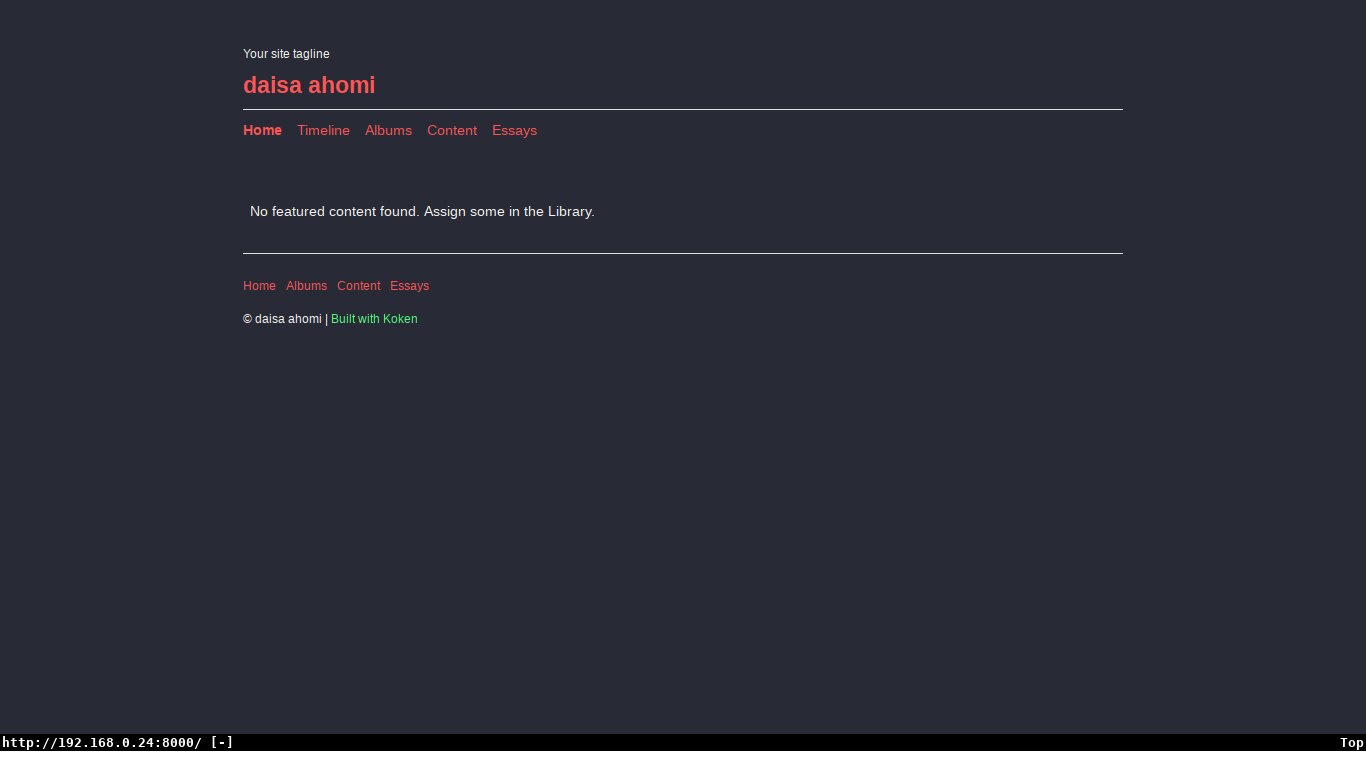 Your site tagline
daisa ahomi
Home Timeline Albums Content Essays
No featured content found. Assign some in the Library.
Home Albums Content Essays
© daisa ahomi | Built with Koken
http://192.168.0.24:8000/ [-] Top